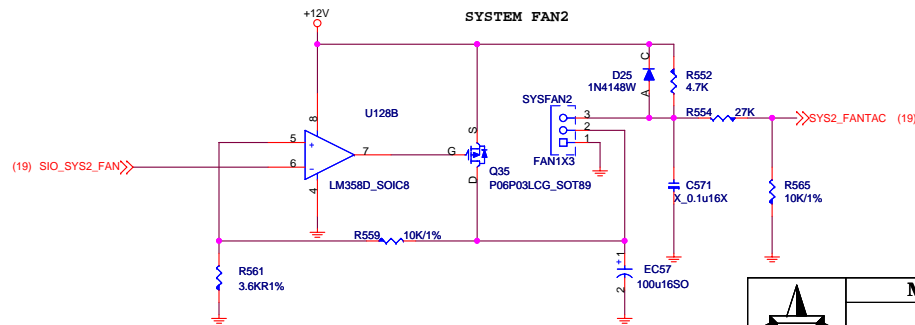 SYSTEM FAN2
+12V
D25
1N4148W
C
A
R552
4.7K
U128B
SYSFAN2
R554
27K
8
S
3
2
1
5
6
7
+
-
G
SYS2_FANTAC (19)
(19) SIO_SYS2_FAN
FAN1X3
Q35
P06P03LCG_SOT89
4
LM358D_SOIC8
D
C571
X_0.1u16X
R565
10K/1%
R559
10K/1%
R561
3.6KR1%
+
1
2
EC57
100u16SO